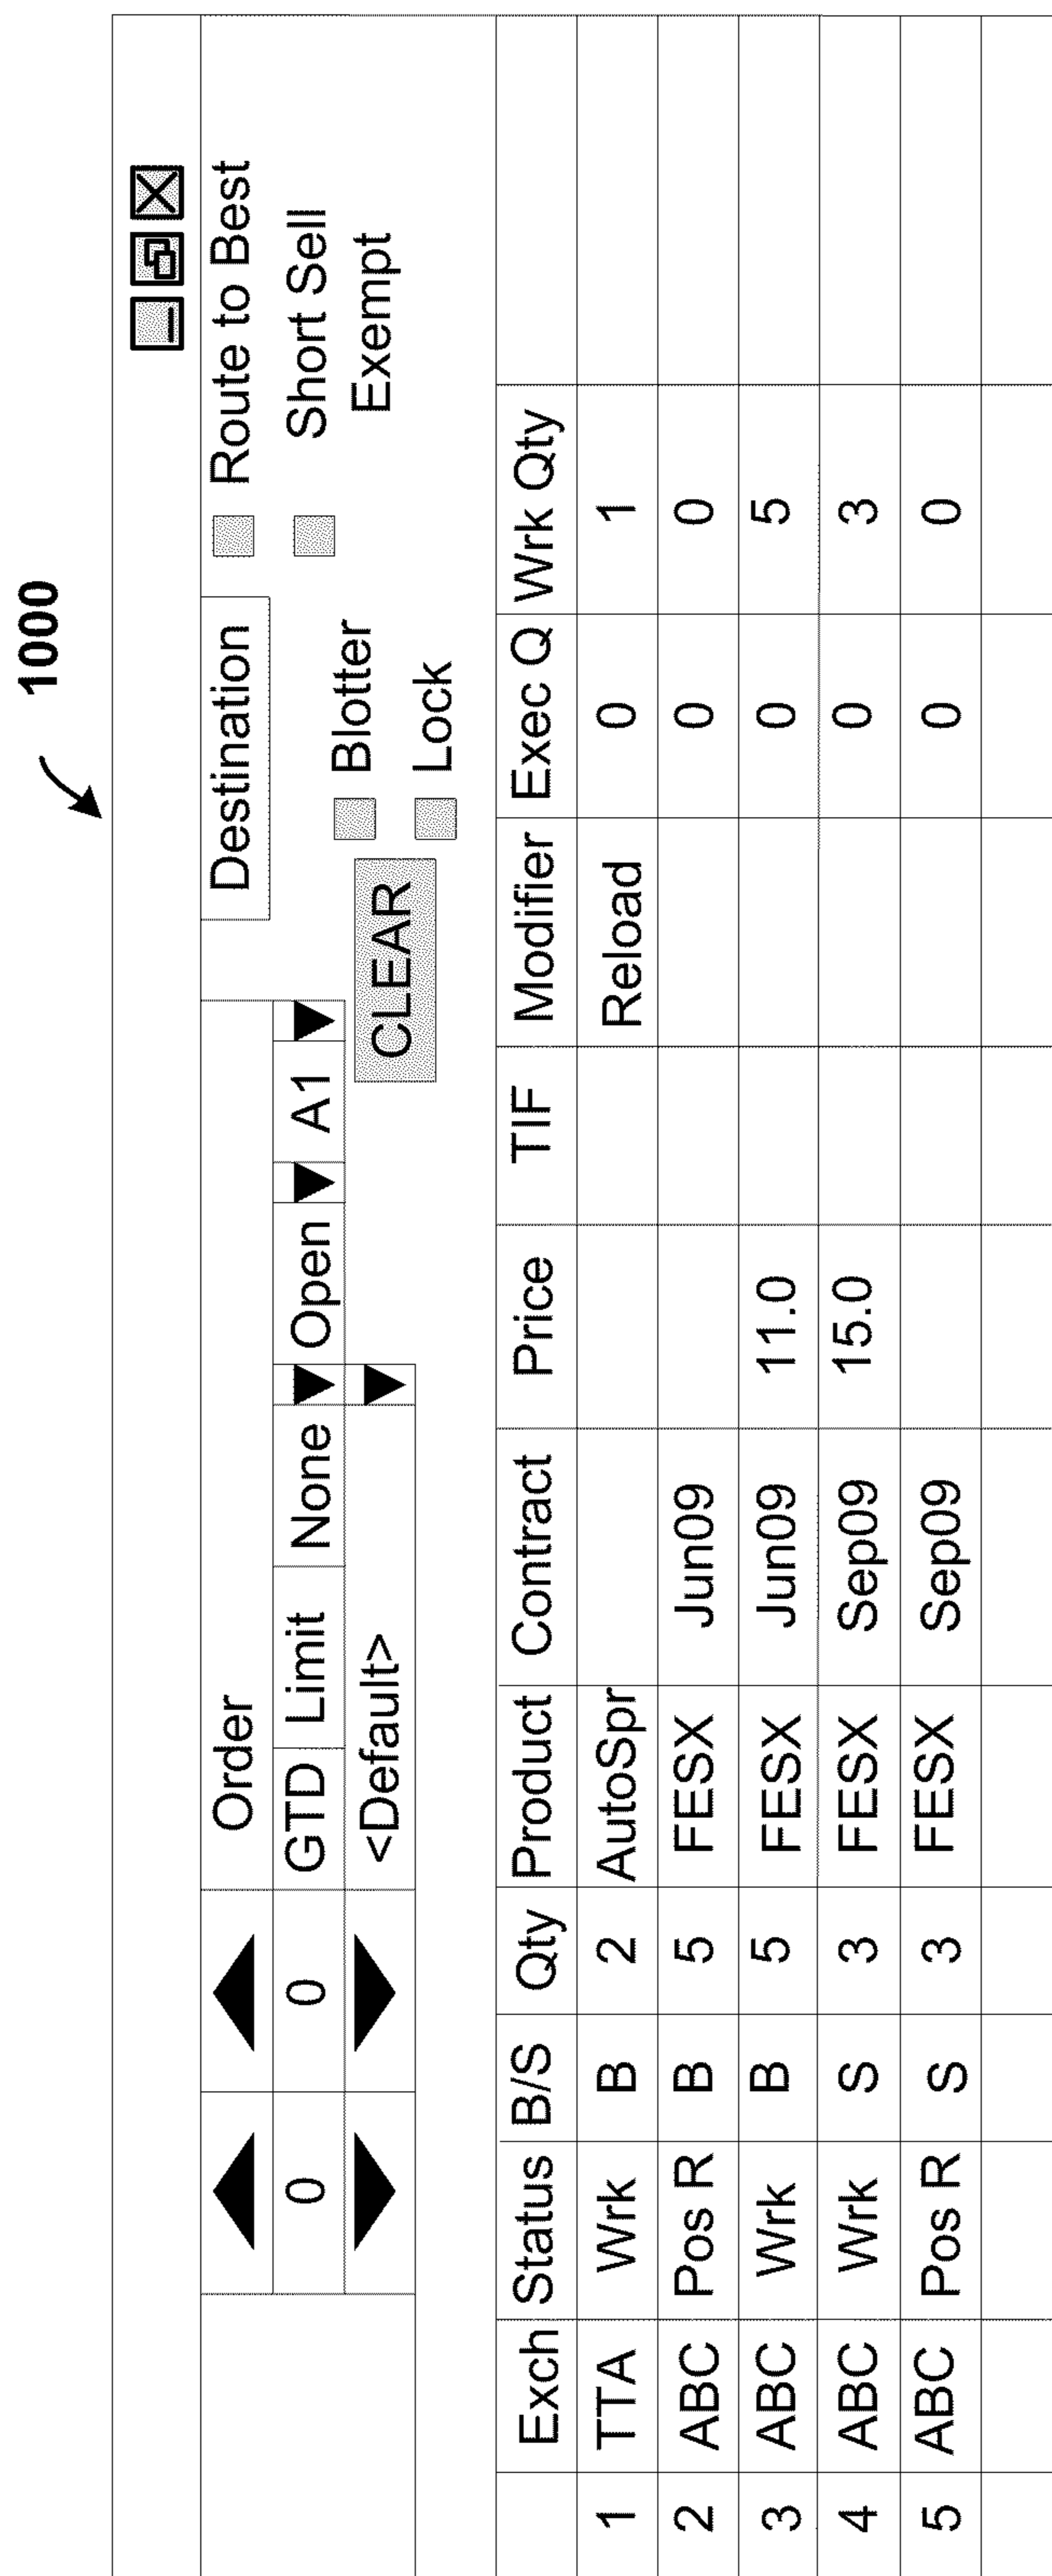 1000
Order Destination Route to Best
0 0 GTD Limit None Open A1 Short Sell
<Default> CLEAR Blotter Exempt
Lock
Exch Status B/S Qty Product Contract Price TIF Modifier Exec Q Wrk Qty
1 TTA Wrk B 2 AutoSpr Reload 0 1
2 ABC Pos R B 5 FESX Jun09 0 0
3 ABC Wrk B 5 FESX Jun09 11.0 0 5
4 ABC Wrk S 3 FESX Sep09 15.0 0 3
5 ABC Pos R S 3 FESX Sep09 0 0